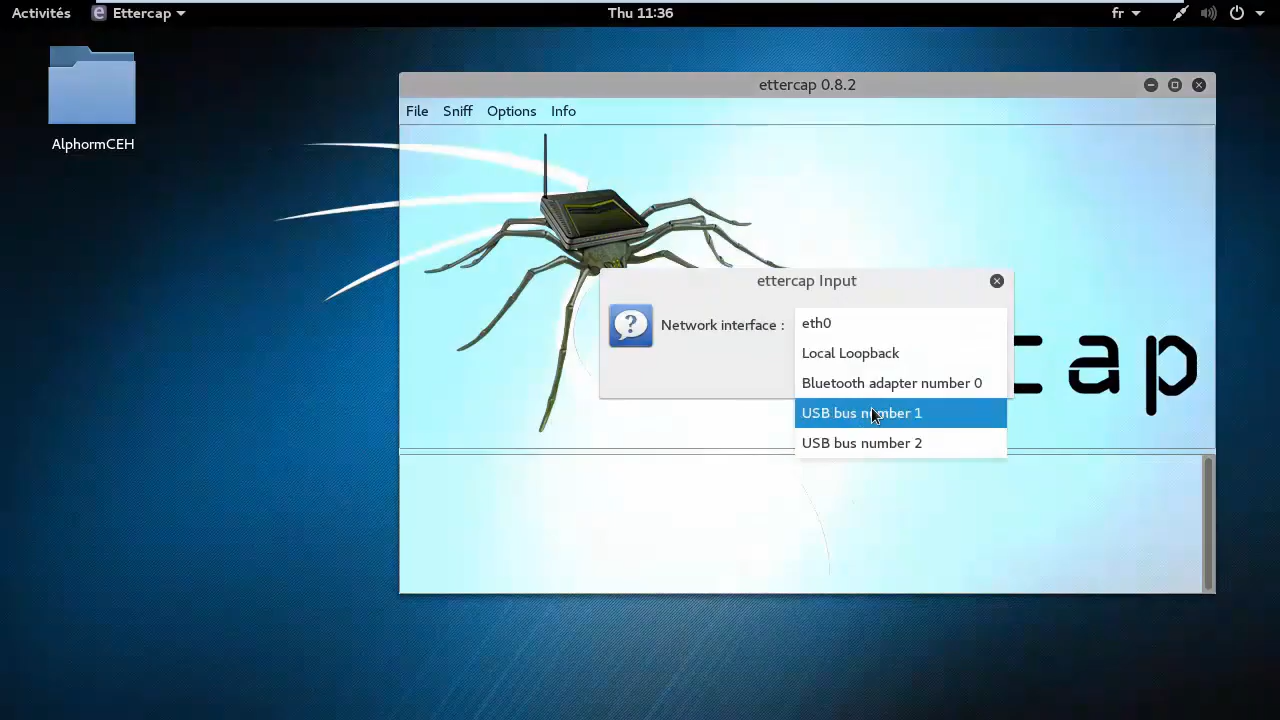 Activités Ettercap Thu 11:36 fr
AlphormCEH
ettercap 0.8.2
File Sniff Options Info
ettercap Input
Network interface :
eth0
Local Loopback
Bluetooth adapter number 0
USB bus number 1
USB bus number 2
cap